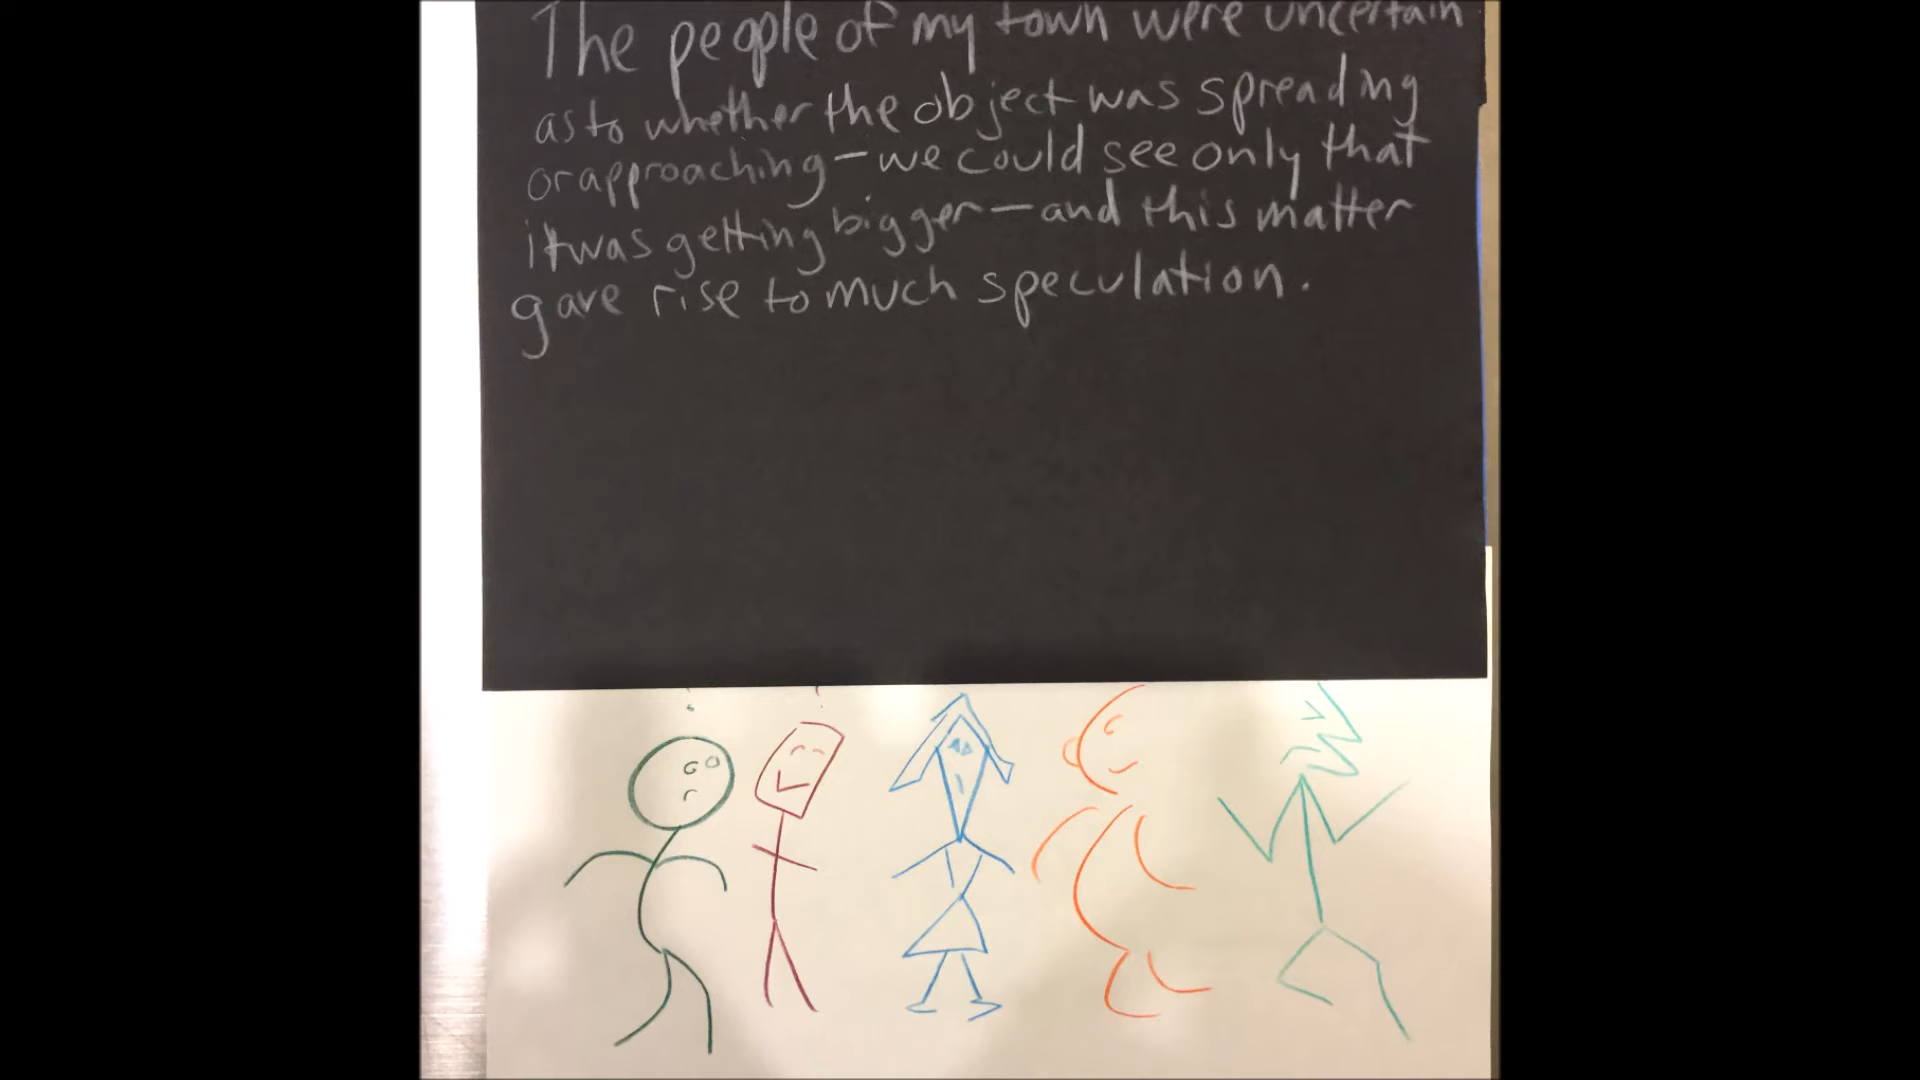 The people of my town were uncertain
as to whether the object was spreading
or approaching – we could see only that
it was getting bigger – and this matter
gave rise to much speculation.